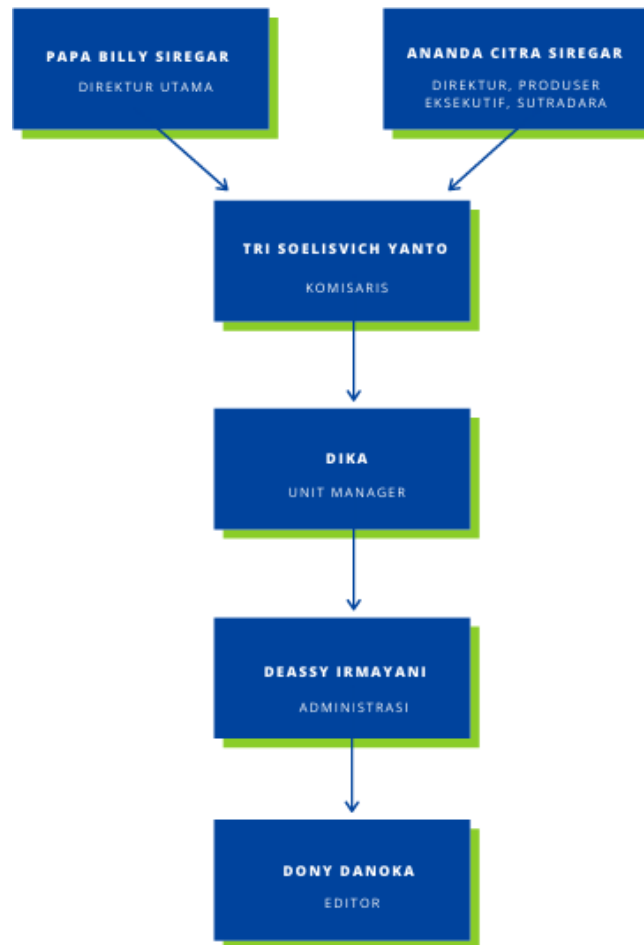 PAPA BILLY SIREGAR
DIREKTUR UTAMA
ANANDA CITRA SIREGAR
DIREKTUR, PRODUSER
EKSEKUTIF, SUTRADARA
TRI SOELISVICH YANTO
KOMISARIS
DIKA
UNIT MANAGER
DEASSY IRMAYANI
ADMINISTRASI
DONY DANOKA
EDITOR